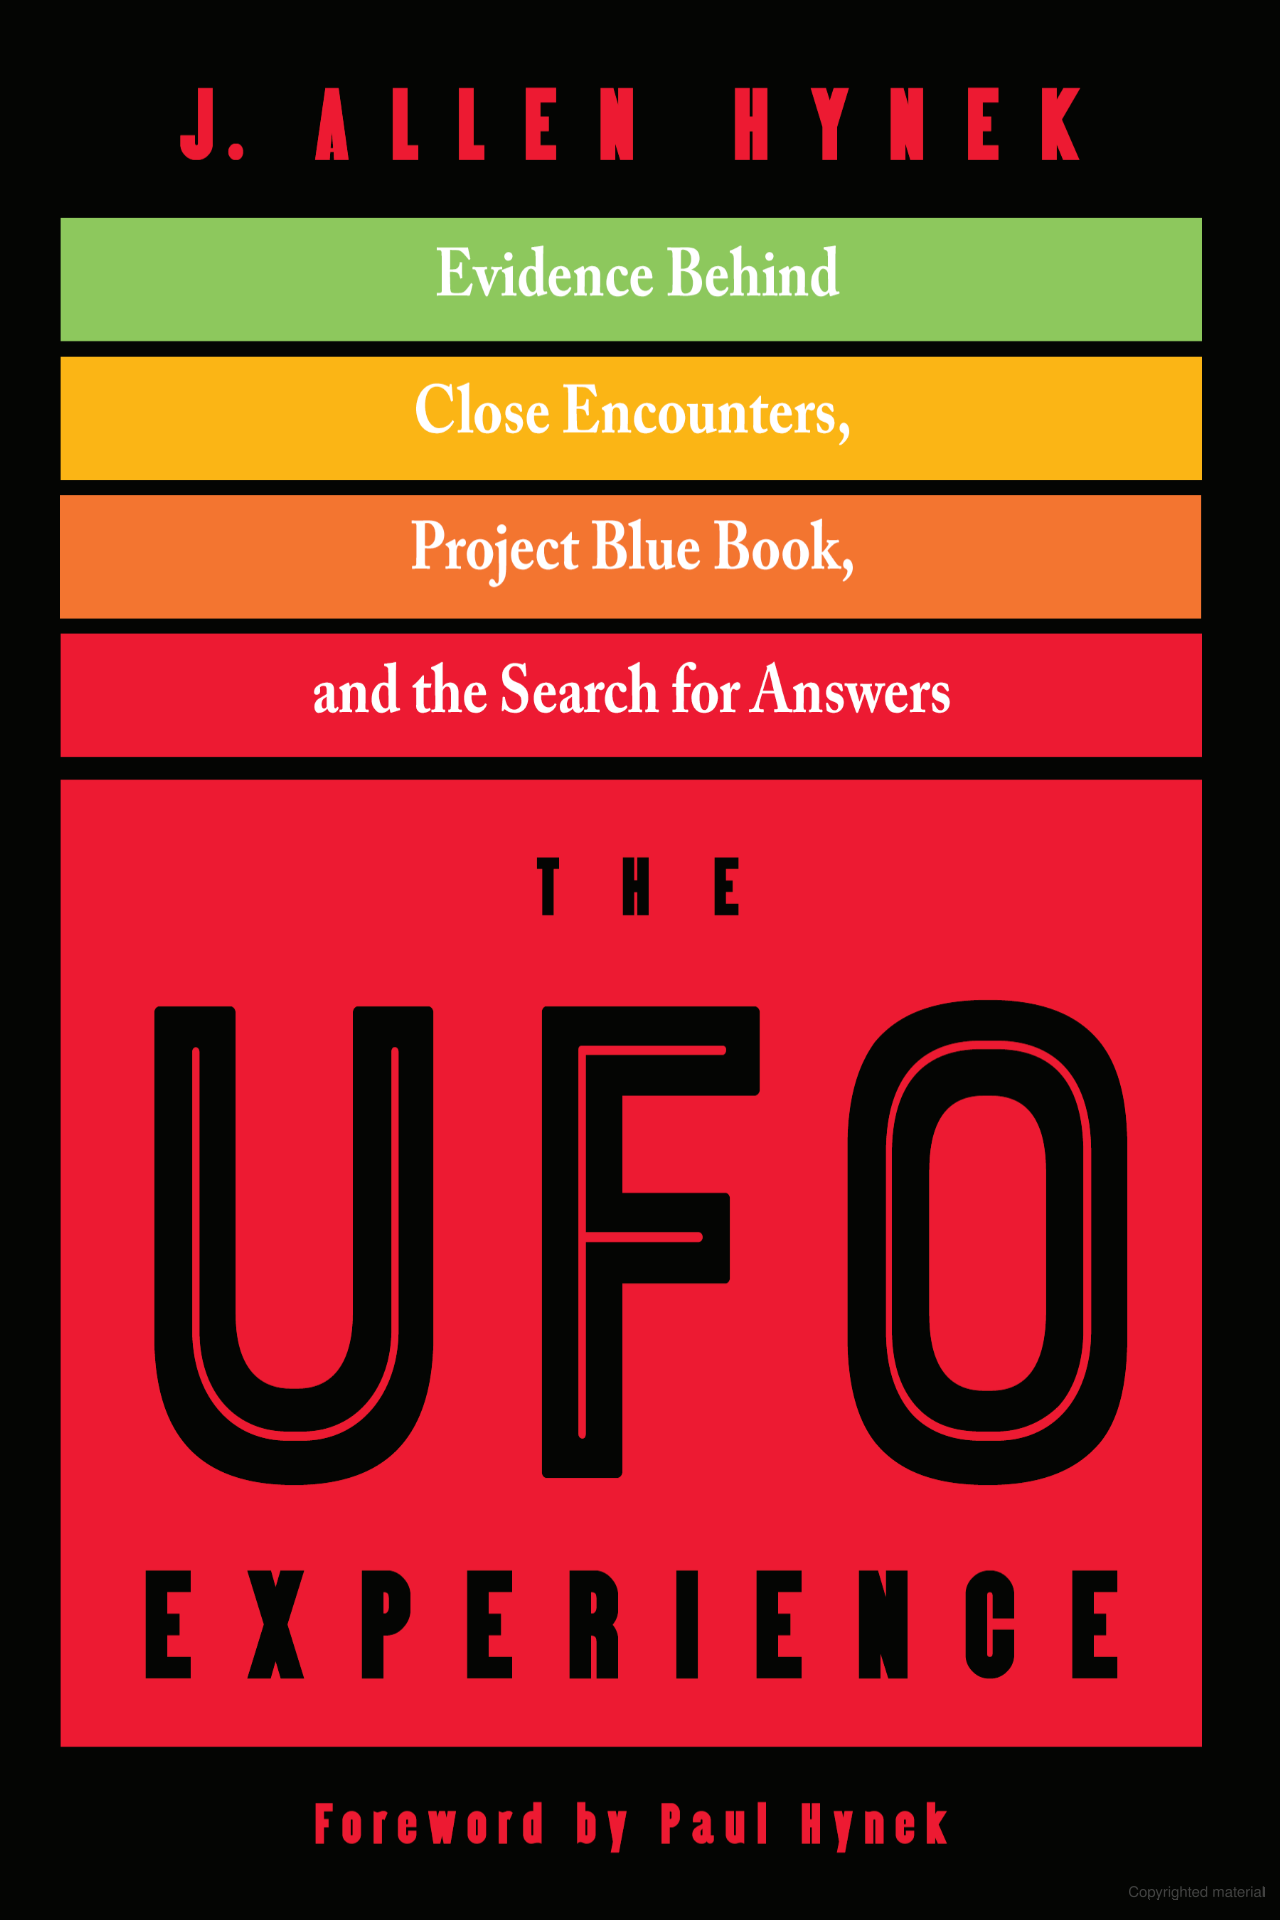 J. ALLEN HYNEK
Evidence Behind
Close Encounters,
Project Blue Book,
and the Search for Answers
THE
UFO
EXPERIENCE
Foreword by Paul Hynek
Copyrighted material